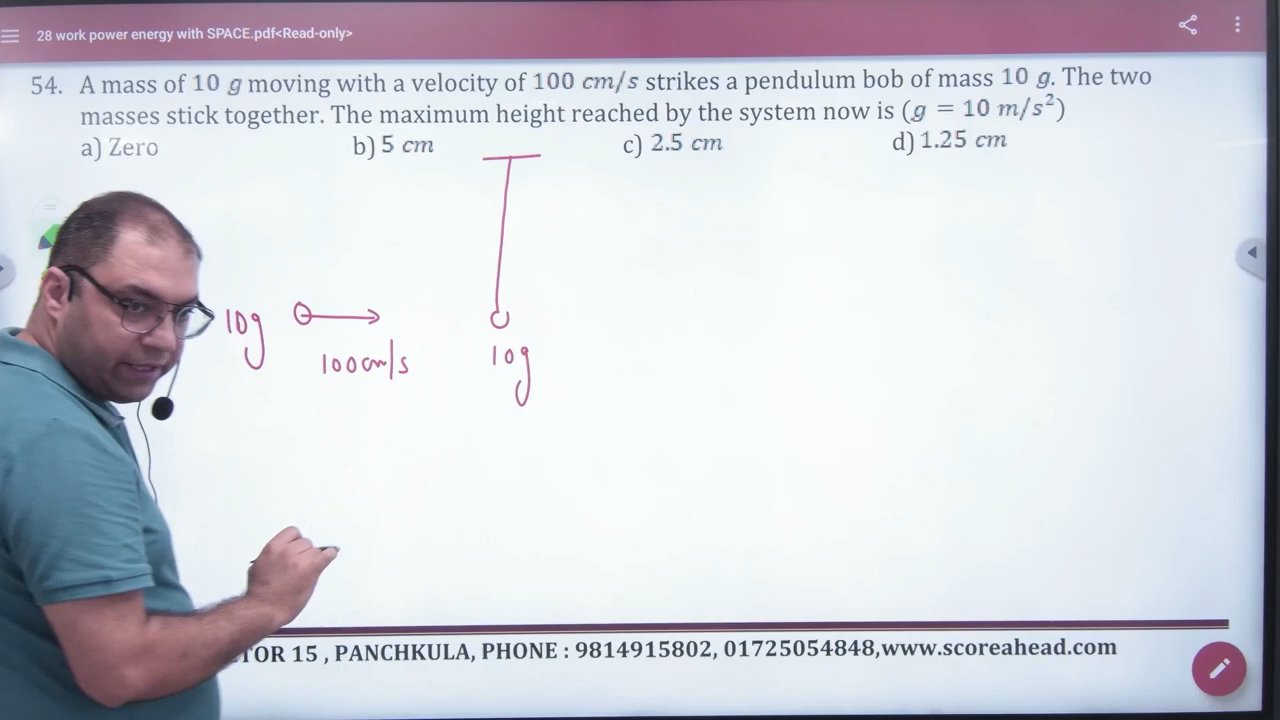 28 work power energy with SPACE.pdf<Read-only>
54. A mass of 10 g moving with a velocity of 100 cm/s strikes a pendulum bob of mass 10 g. The two
masses stick together. The maximum height reached by the system now is (g = 10 m/s²)
a) Zero b) 5 cm c) 2.5 cm d) 1.25 cm
10g
100cm/s
10g
TOR 15 , PANCHKULA, PHONE : 9814915802, 01725054848,www.scoreahead.com